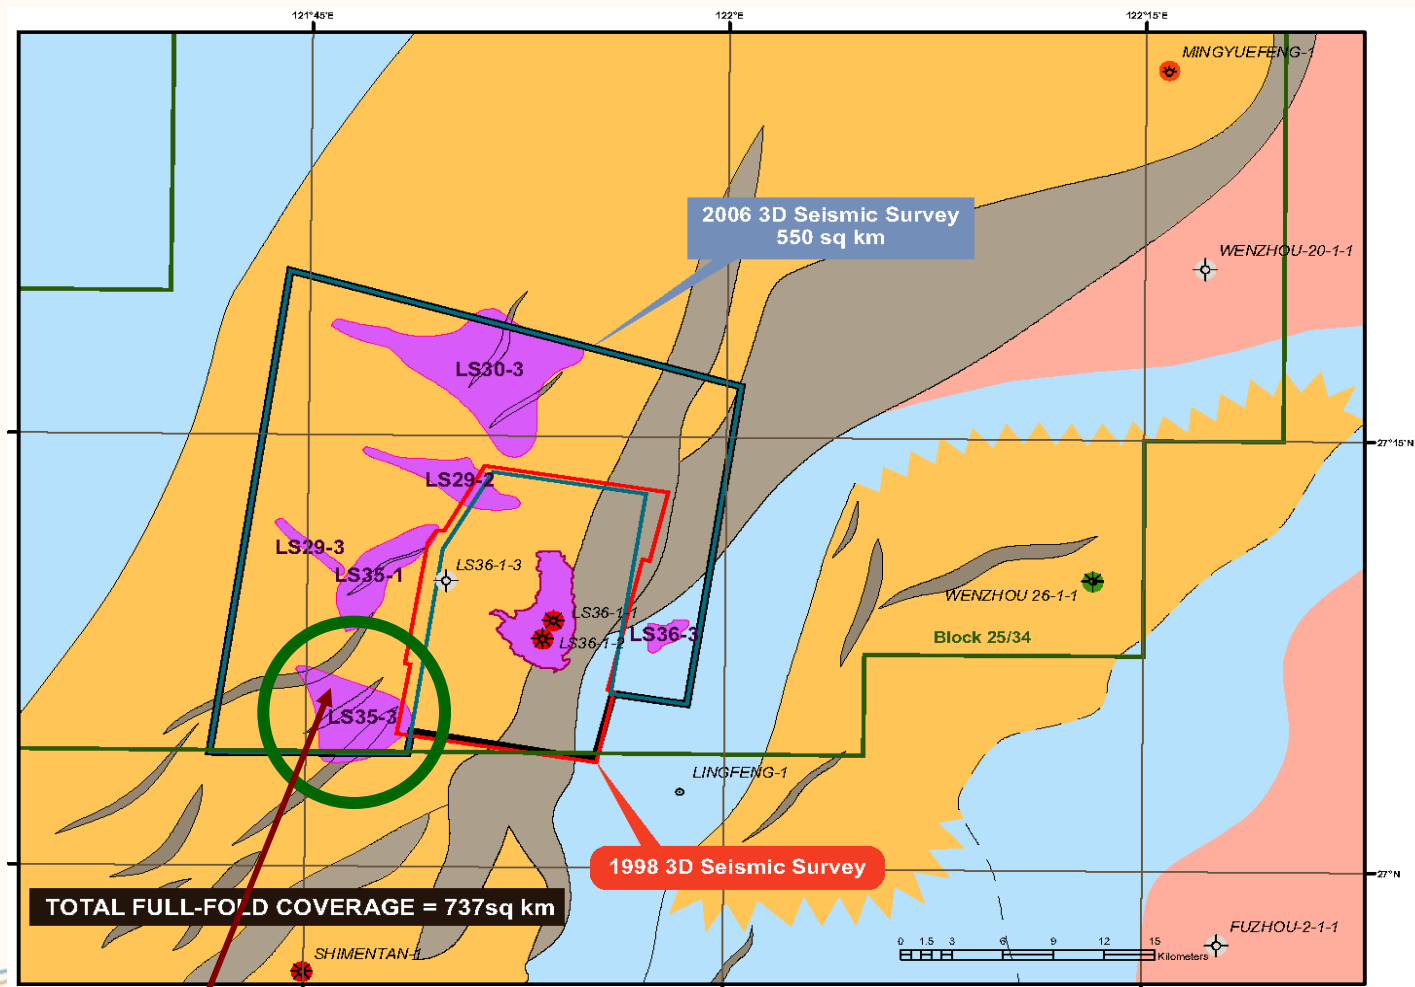 121°45'E
122°E
122°15'E
MINGYUEFENG-1
2006 3D Seismic Survey
550 sq km
WENZHOU-20-1-1
LS30-3
27°15'N
LS29-2
LS29-3
LS36-1-3
LS35-1
WENZHOU 26-1-1
LS36-1-1
LS36-3
LS36-1-2
Block 25/34
LS35-3
LINGFENG-1
1998 3D Seismic Survey
27°N
TOTAL FULL-FOLD COVERAGE = 737sq km
FUZHOU-2-1-1
0 1.5 3 6 9 12 15
Kilometers
SHIMENTAN-1